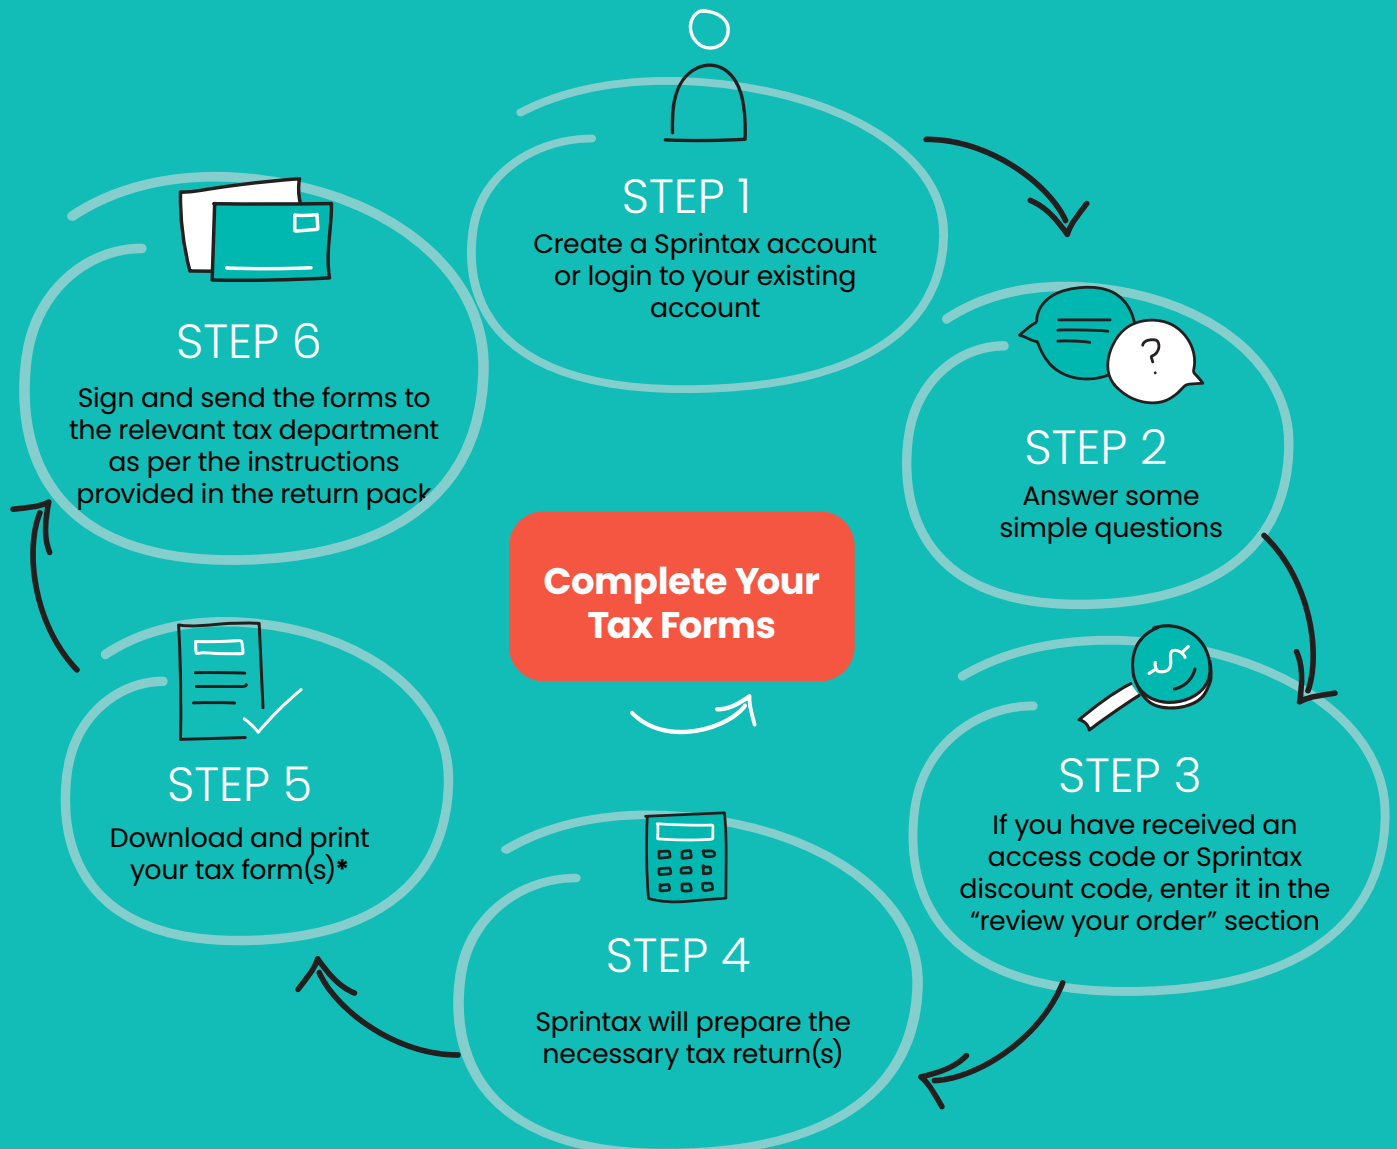 STEP 1
Create a Sprintax account
or login to your existing
account
STEP 2
Answer some
simple questions
STEP 3
If you have received an
access code or Sprintax
discount code, enter it in the
“review your order” section
STEP 4
Sprintax will prepare the
necessary tax return(s)
STEP 5
Download and print
your tax form(s)*
STEP 6
Sign and send the forms to
the relevant tax department
as per the instructions
provided in the return pack
Complete Your
Tax Forms
?